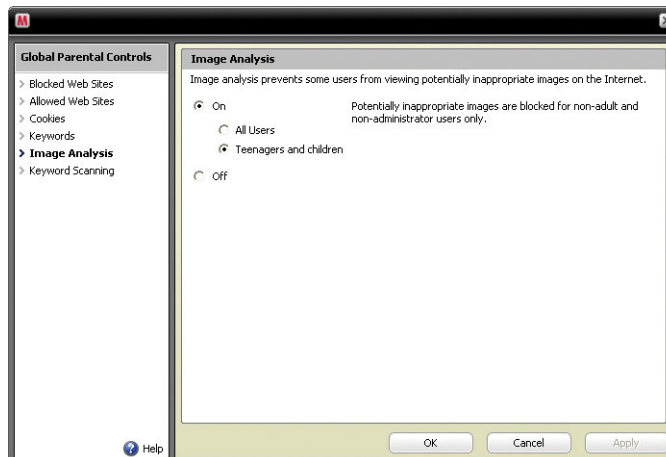 M
Global Parental Controls
Blocked Web Sites
Allowed Web Sites
Cookies
Keywords
Image Analysis
Keyword Scanning
Help
Image Analysis
Image analysis prevents some users from viewing potentially inappropriate images on the Internet.
On
All Users
Teenagers and children
Off
Potentially inappropriate images are blocked for non-adult and
non-administrator users only.
OK
Cancel
Apply